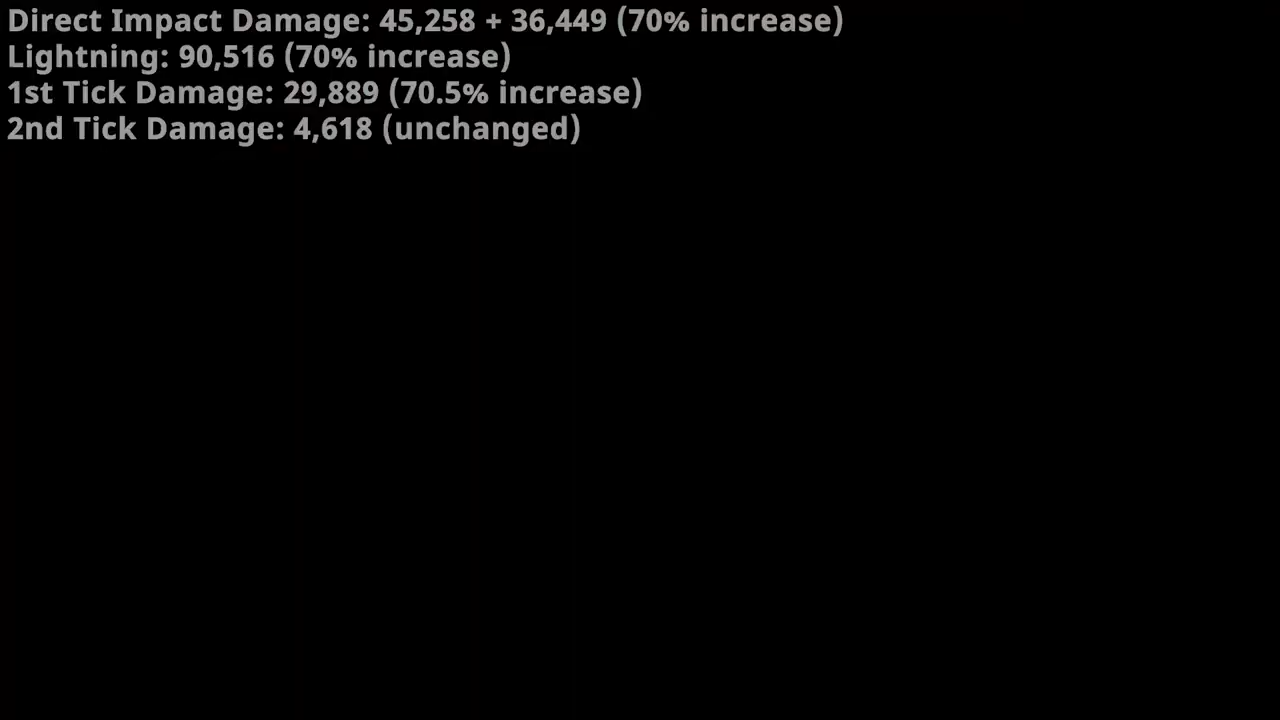 Direct Impact Damage: 45,258 + 36,449 (70% increase)
Lightning: 90,516 (70% increase)
1st Tick Damage: 29,889 (70.5% increase)
2nd Tick Damage: 4,618 (unchanged)